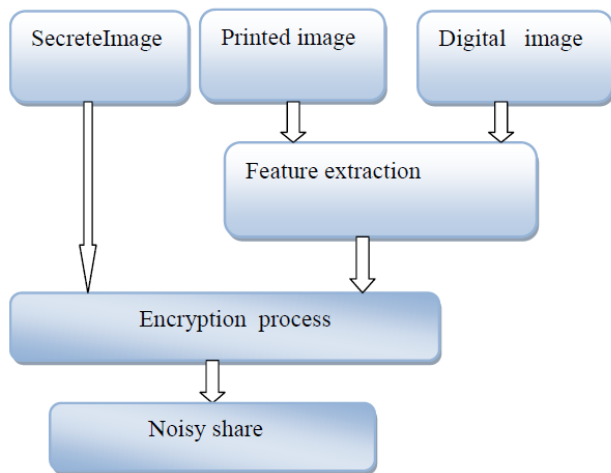 SecreteImage
Printed image
Digital image
Feature extraction
Encryption process
Noisy share